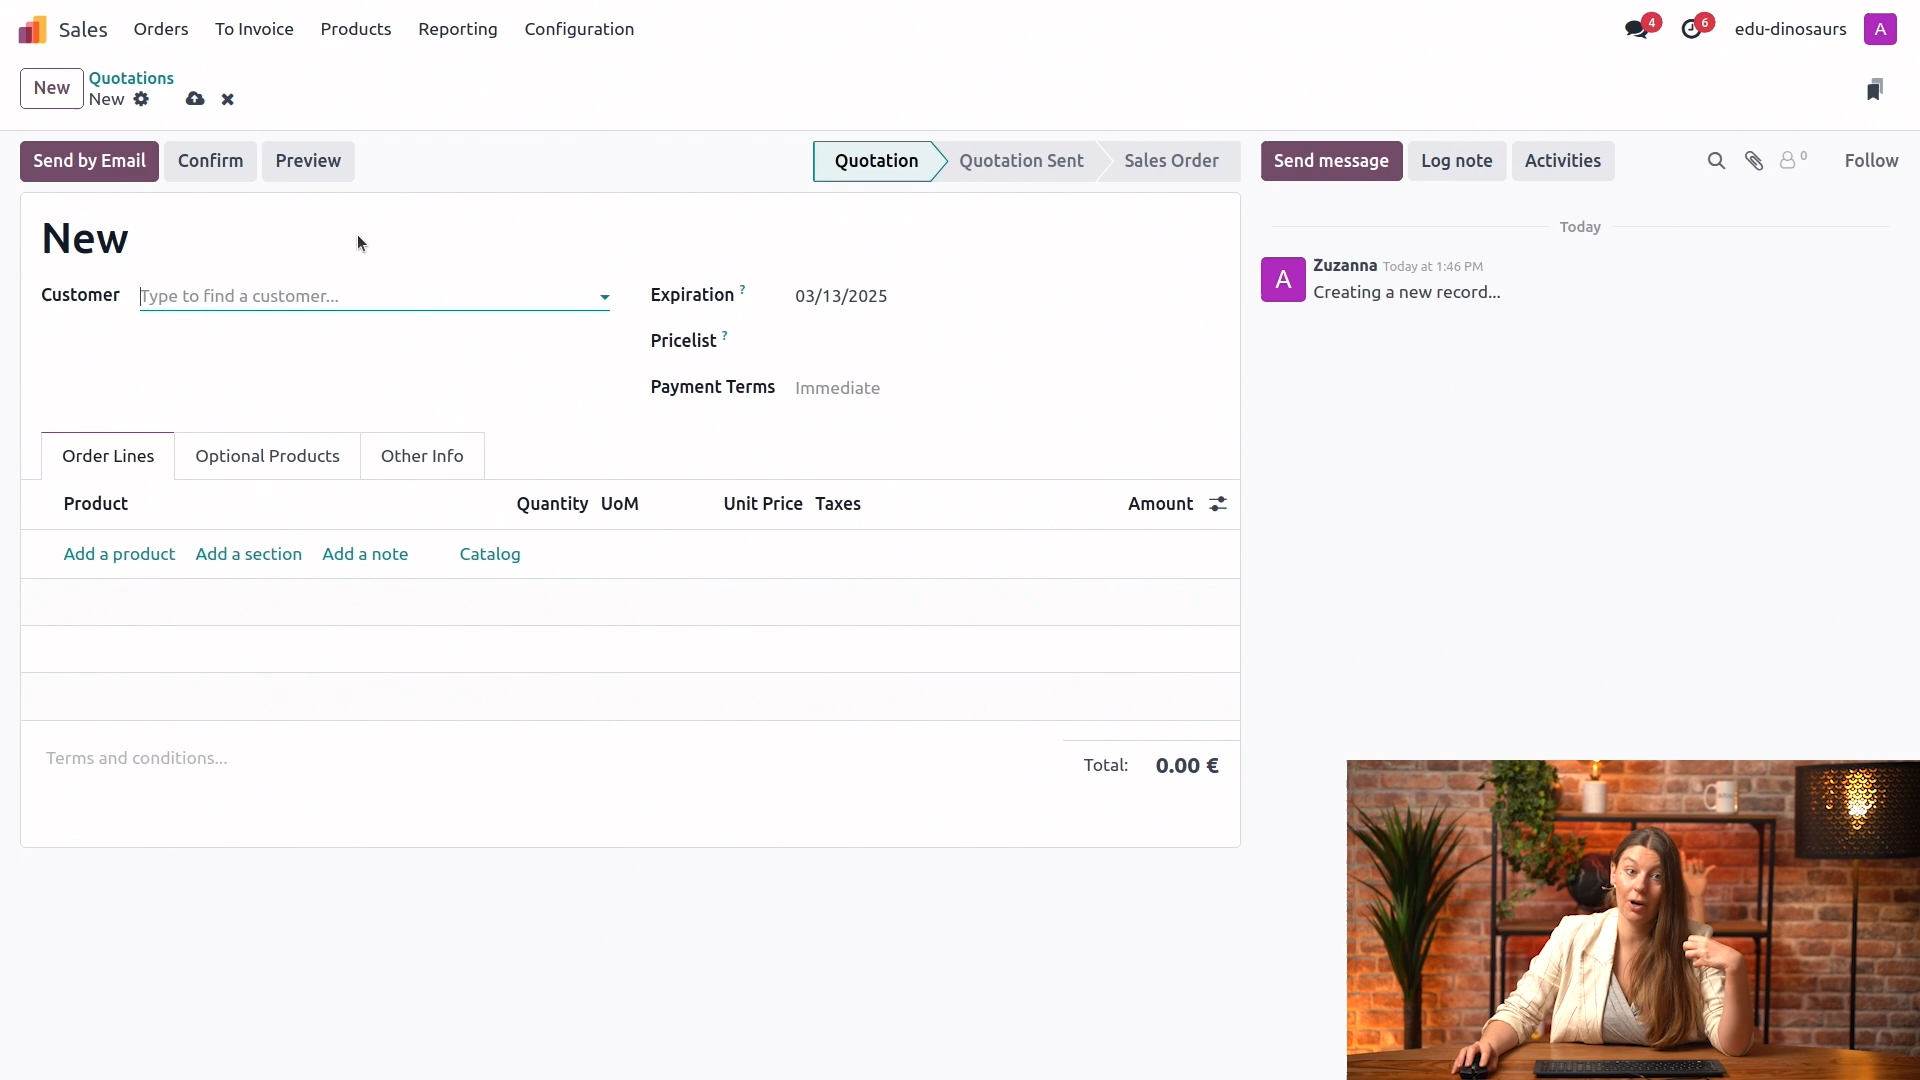 Sales Orders To Invoice Products Reporting Configuration 4 6 edu-dinosaurs A
New Quotations
New
Send by Email Confirm Preview Quotation Quotation Sent Sales Order Send message Log note Activities 0 Follow
New
Customer Type to find a customer...
Expiration ? 03/13/2025
Pricelist ?
Payment Terms Immediate
Today
A Zuzanna Today at 1:46 PM
Creating a new record...
Order Lines Optional Products Other Info
Product Quantity UoM Unit Price Taxes Amount
Add a product Add a section Add a note Catalog
Terms and conditions...
Total: 0.00 €